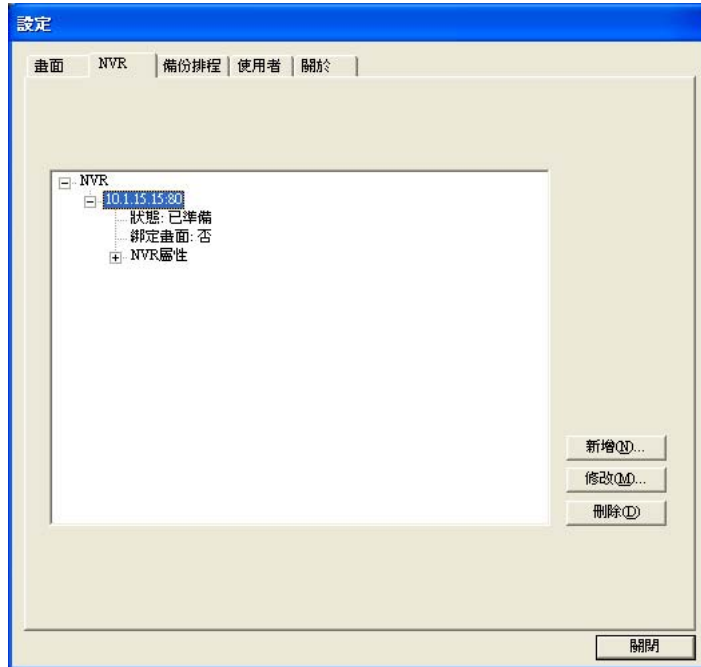 設定
畫面 NVR 備份排程 使用者 關於
NVR
10.1.15.15:80
狀態: 已準備
綁定畫面: 否
NVR屬性
新增(N)...
修改(M)...
刪除(D)
關閉